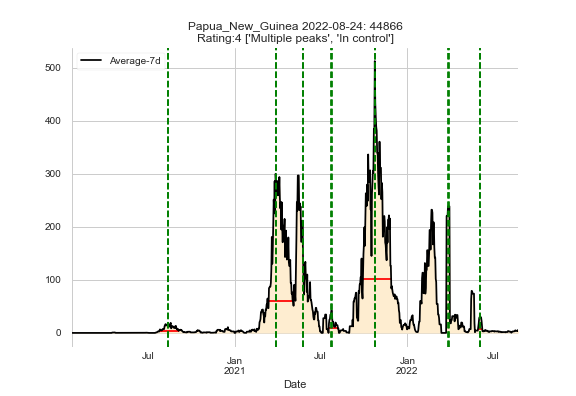 Papua_New_Guinea 2022-08-24: 44866
Rating:4 ['Multiple peaks', 'In control']
Average-7d
500
400
300
200
100
0
Jul
Jan
2021
Jul
Jan
2022
Jul
Date